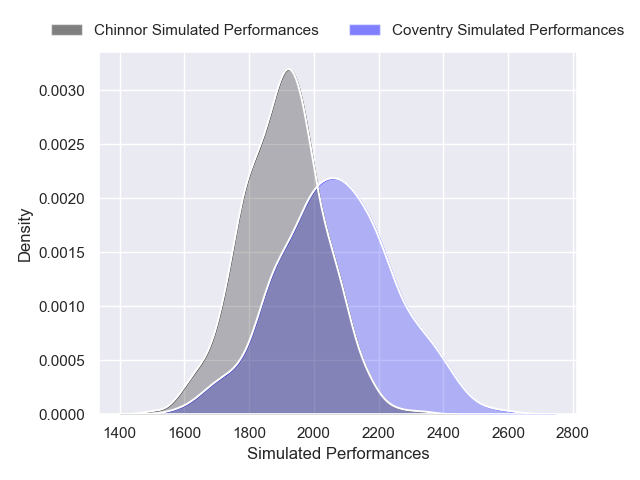 Chinnor Simulated Performances Coventry Simulated Performances
0.0030
0.0025
0.0020
0.0015
0.0010
0.0005
0.0000
Density
1400 1600 1800 2000 2200 2400 2600 2800
Simulated Performances